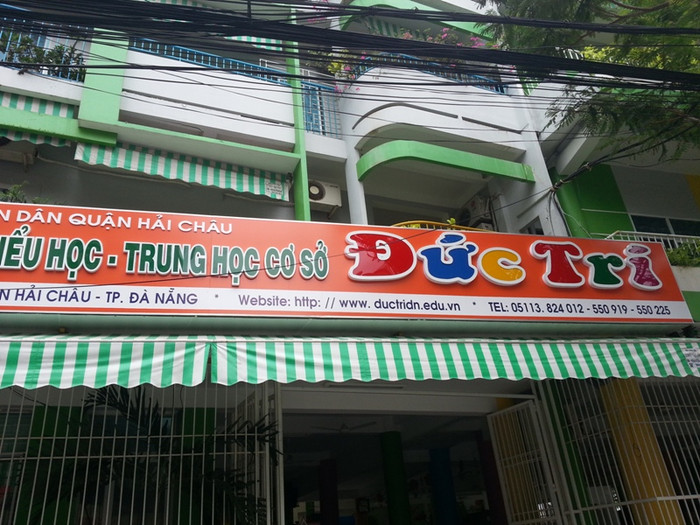 N DÂN QUẬN HẢI CHÂU
IỂU HỌC - TRUNG HỌC CƠ SỞ Đức Trí
N HẢI CHÂU - TP. ĐÀ NẴNG * Website: http: // www. ductridn.edu.vn * TEL: 05113. 824 012 - 550 919 - 550 225